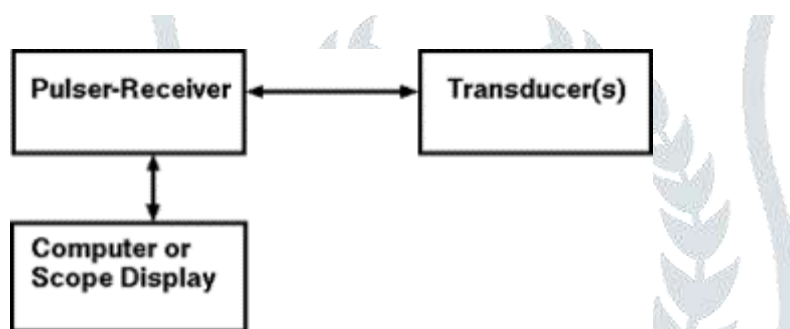 Pulser-Receiver
Transducer(s)
Computer or
Scope Display